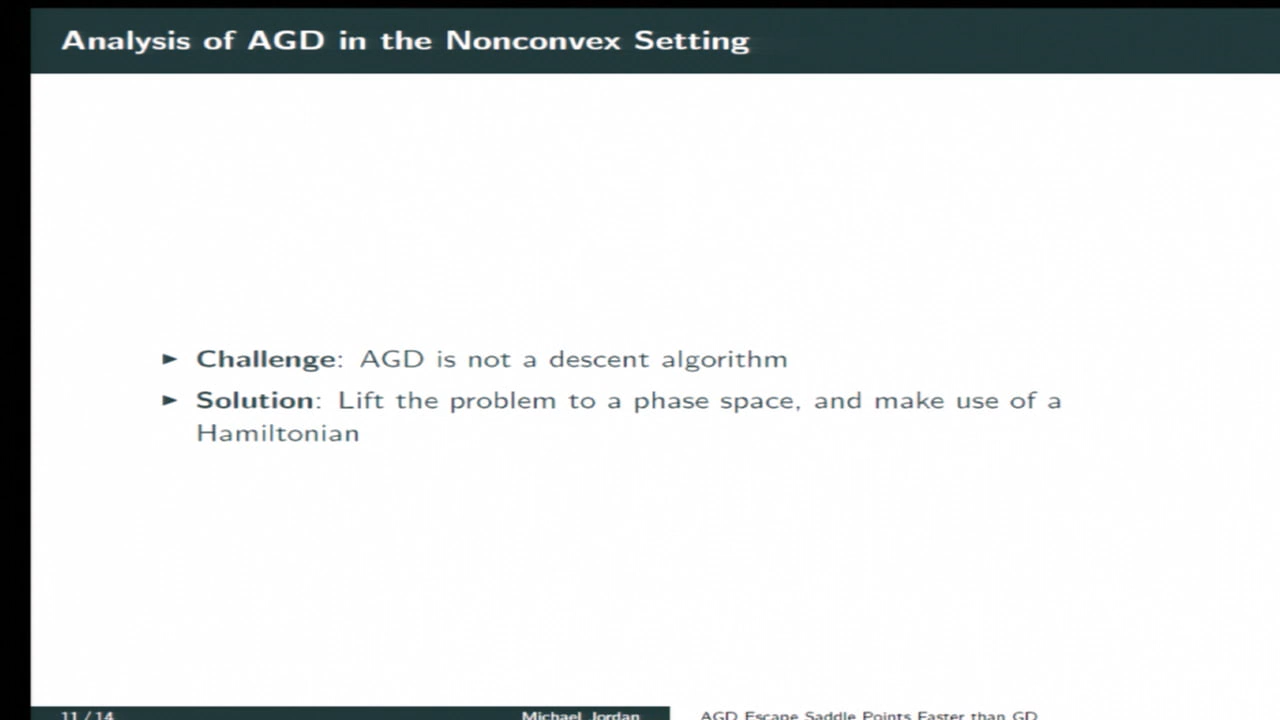 Analysis of AGD in the Nonconvex Setting
► Challenge: AGD is not a descent algorithm
► Solution: Lift the problem to a phase space, and make use of a
Hamiltonian
11 / 14
Michael Jordan
AGD Escape Saddle Points Faster than GD